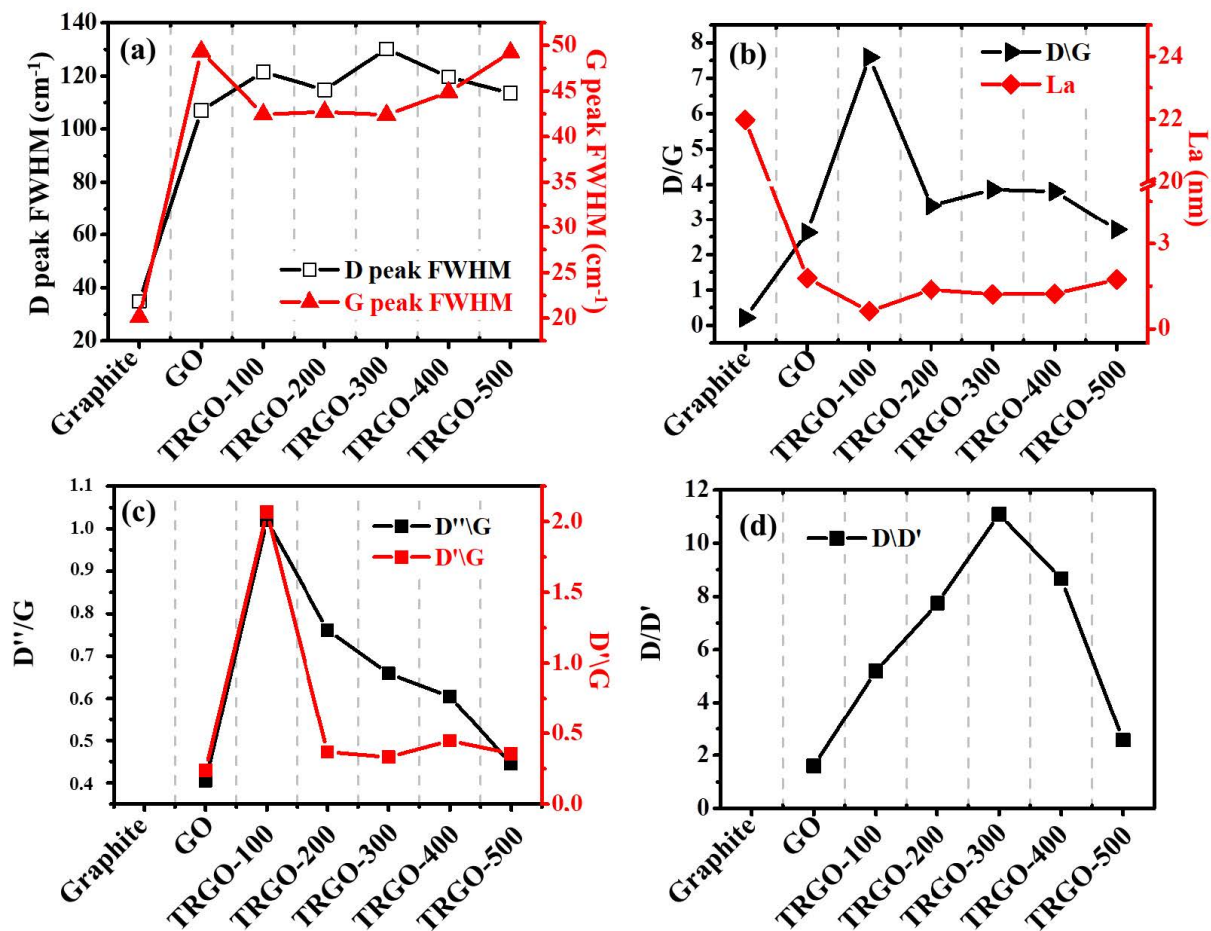 (a)
D peak FWHM (cm-1)
140
120
100
80
60
40
20
50
45
40
35
30
25
20
G peak FWHM (cm-1)
D peak FWHM
G peak FWHM
Graphite
GO
TRGO-100
TRGO-200
TRGO-300
TRGO-400
TRGO-500
(b)
D/G
8
7
6
5
4
3
2
1
0
24
22
20
3
0
La (nm)
D\G
La
Graphite
GO
TRGO-100
TRGO-200
TRGO-300
TRGO-400
TRGO-500
(c)
D''/G
1.1
1.0
0.9
0.8
0.7
0.6
0.5
0.4
2.0
1.5
1.0
0.5
0.0
D'\G
D''\G
D'\G
Graphite
GO
TRGO-100
TRGO-200
TRGO-300
TRGO-400
TRGO-500
(d)
D/D'
12
10
8
6
4
2
0
D\D'
Graphite
GO
TRGO-100
TRGO-200
TRGO-300
TRGO-400
TRGO-500